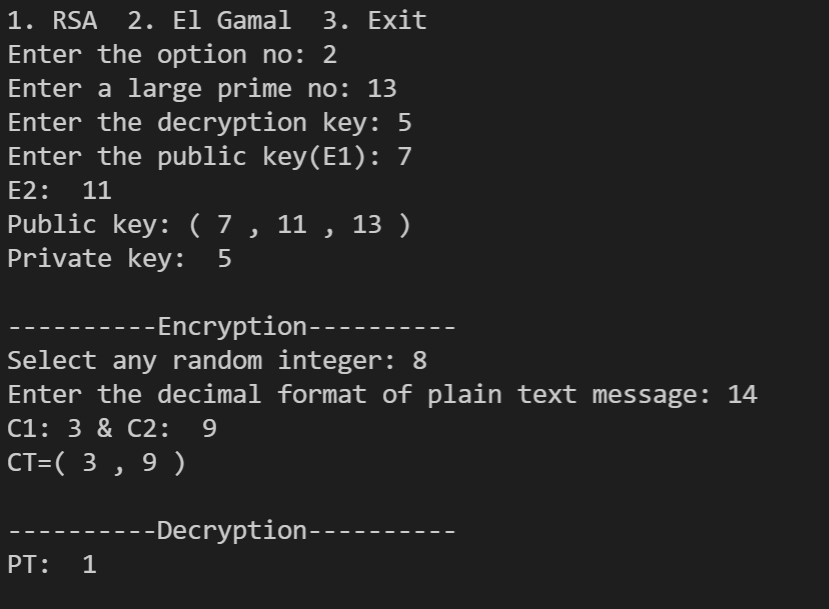 1. RSA  2. El Gamal  3. Exit
Enter the option no: 2
Enter a large prime no: 13
Enter the decryption key: 5
Enter the public key(E1): 7
E2:  11
Public key: ( 7 , 11 , 13 )
Private key:  5
----------Encryption----------
Select any random integer: 8
Enter the decimal format of plain text message: 14
C1: 3 & C2:  9
CT=( 3 , 9 )
----------Decryption----------
PT:  1